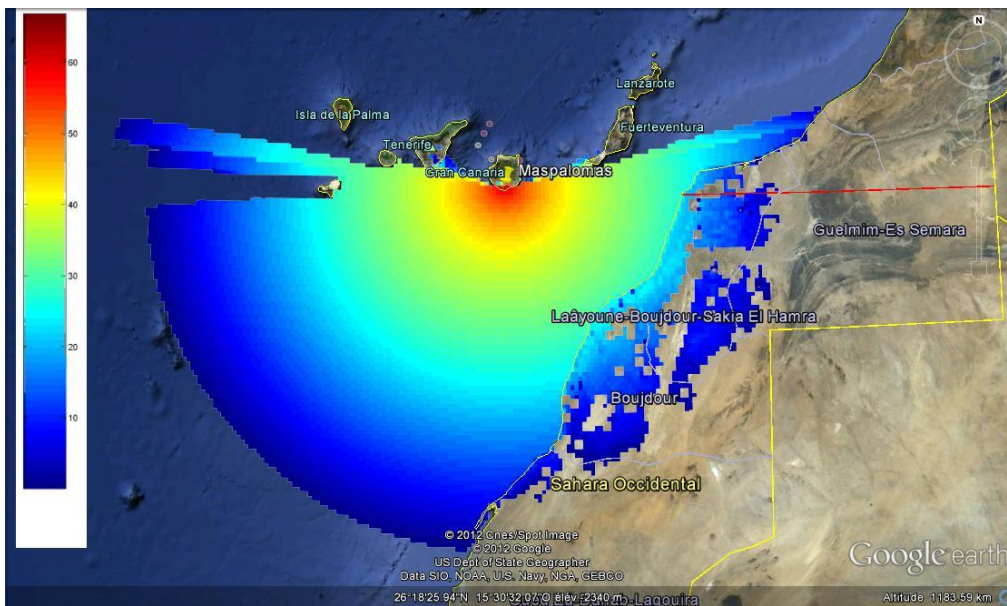 60
50
40
30
20
10
N
Lanzarote
Isla de la Palma
Fuerteventura
Tenerife
Gran Canaria
Maspalomas
Guelmim-Es Semara
Laâyoune-Boujdour-Sakia El Hamra
Boujdour
Sahara Occidental
© 2012 Cnes/Spot Image
© 2012 Google
US Dept of State Geographer
Data SIO, NOAA, U.S. Navy, NGA, GEBCO
Google earth
26°18'25.94"N 15°30'32.07"O élév. -2340 m
Altitude 1183.59 km